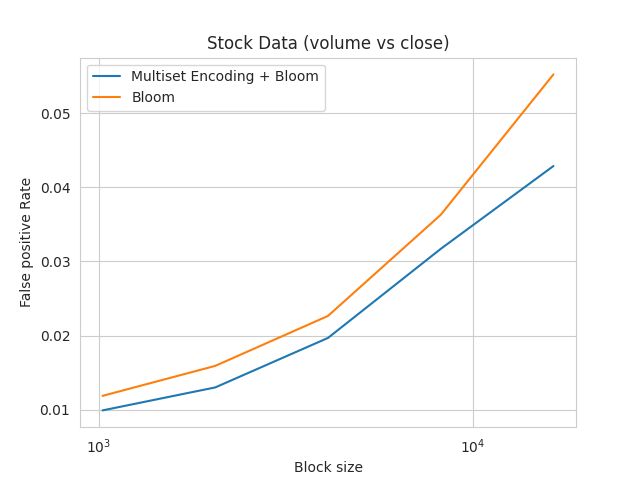 Stock Data (volume vs close)
Multiset Encoding + Bloom
Bloom
0.05
0.04
0.03
0.02
0.01
False positive Rate
10³
10⁴
Block size